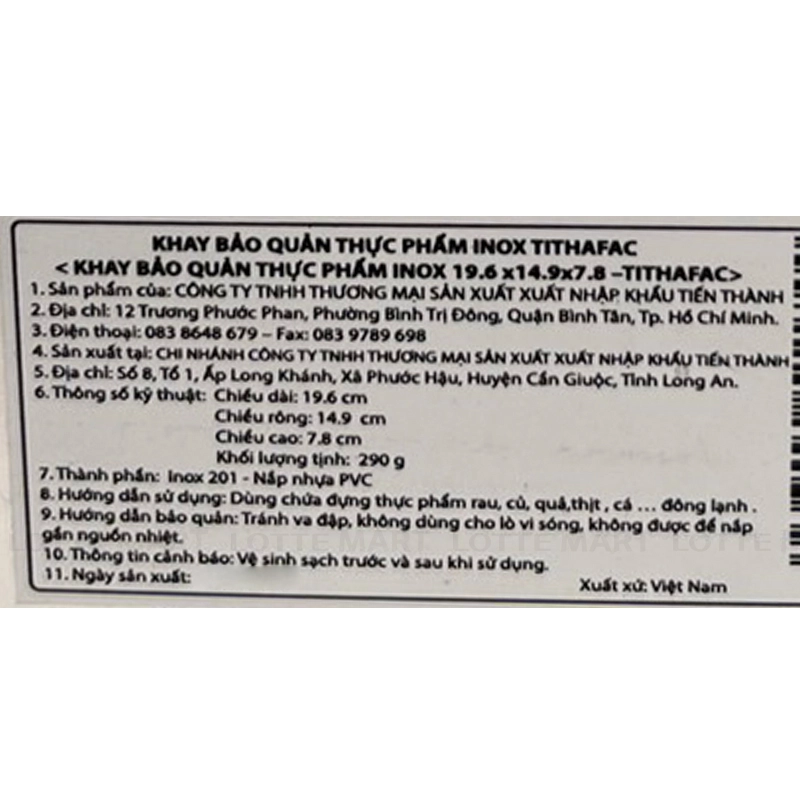 KHAY BẢO QUẢN THỰC PHẨM INOX TITHAFAC
< KHAY BẢO QUẢN THỰC PHẨM INOX 19.6 x14.9x7.8 –TITHAFAC>
1. Sản phẩm của: CÔNG TY TNHH THƯƠNG MẠI SẢN XUẤT XUẤT NHẬP KHẨU TIẾN THÀNH
2. Địa chỉ: 12 Trương Phước Phan, Phường Bình Trị Đông, Quận Bình Tân, Tp. Hồ Chí Minh.
3. Điện thoại: 083 8648 679 – Fax: 083 9789 698
4. Sản xuất tại: CHI NHÁNH CÔNG TY TNHH THƯƠNG MẠI SẢN XUẤT XUẤT NHẬP KHẨU TIẾN THÀNH
5. Địa chỉ: Số 8, Tổ 1, Ấp Long Khánh, Xã Phước Hậu, Huyện Cần Giuộc, Tỉnh Long An.
6. Thông số kỹ thuật: Chiều dài: 19.6 cm
Chiều rộng: 14.9 cm
Chiều cao: 7.8 cm
Khối lượng tịnh: 290 g
7. Thành phần: Inox 201 - Nắp nhựa PVC
8. Hướng dẫn sử dụng: Dùng chứa đựng thực phẩm rau, củ, quả,thịt , cá ... đông lạnh .
9. Hướng dẫn bảo quản: Tránh va đập, không dùng cho lò vi sóng, không được để nắp
gần nguồn nhiệt.
LOTTE MART LOTTE MART LOTTE
10. Thông tin cảnh báo: Vệ sinh sạch trước và sau khi sử dụng.
11. Ngày sản xuất:
Xuất xứ: Việt Nam